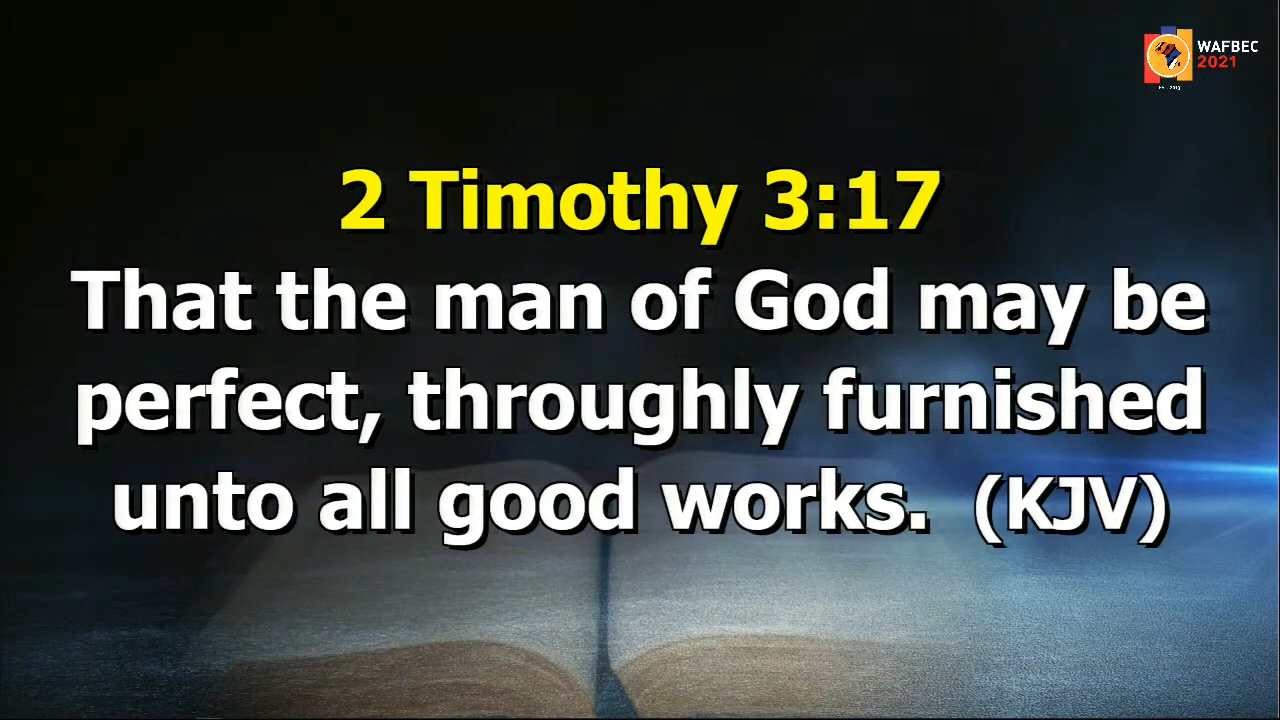 WAFBEC
2021
2 Timothy 3:17
That the man of God may be
perfect, throughly furnished
unto all good works.  (KJV)